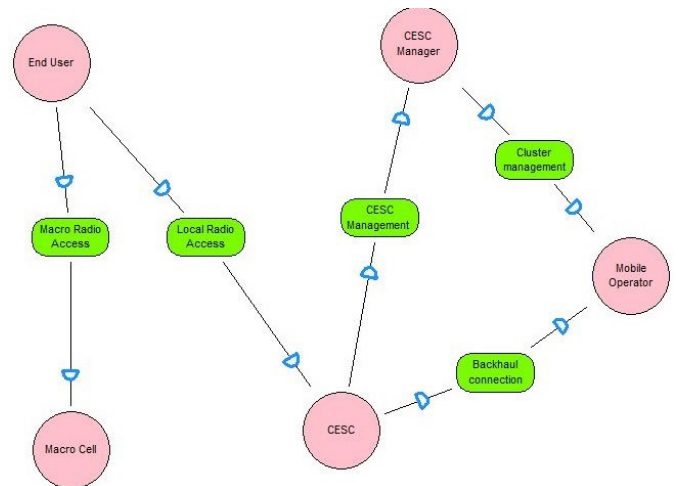 End User
CESC
Manager
Cluster
management
Macro Radio
Access
Local Radio
Access
CESC
Management
Mobile
Operator
Backhaul
connection
Macro Cell
CESC